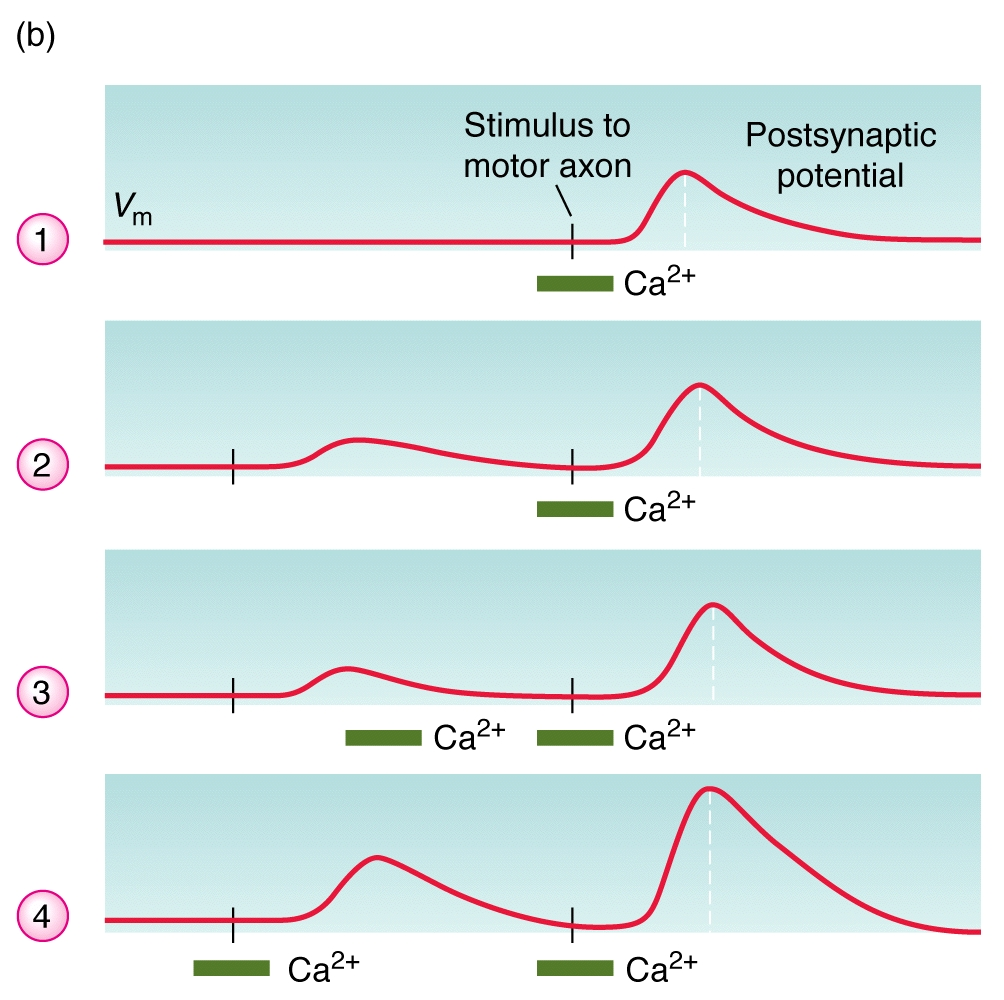 (b)
Stimulus to
motor axon
Postsynaptic
potential
Vm
1
Ca2+
2
Ca2+
3
Ca2+ Ca2+
4
Ca2+ Ca2+